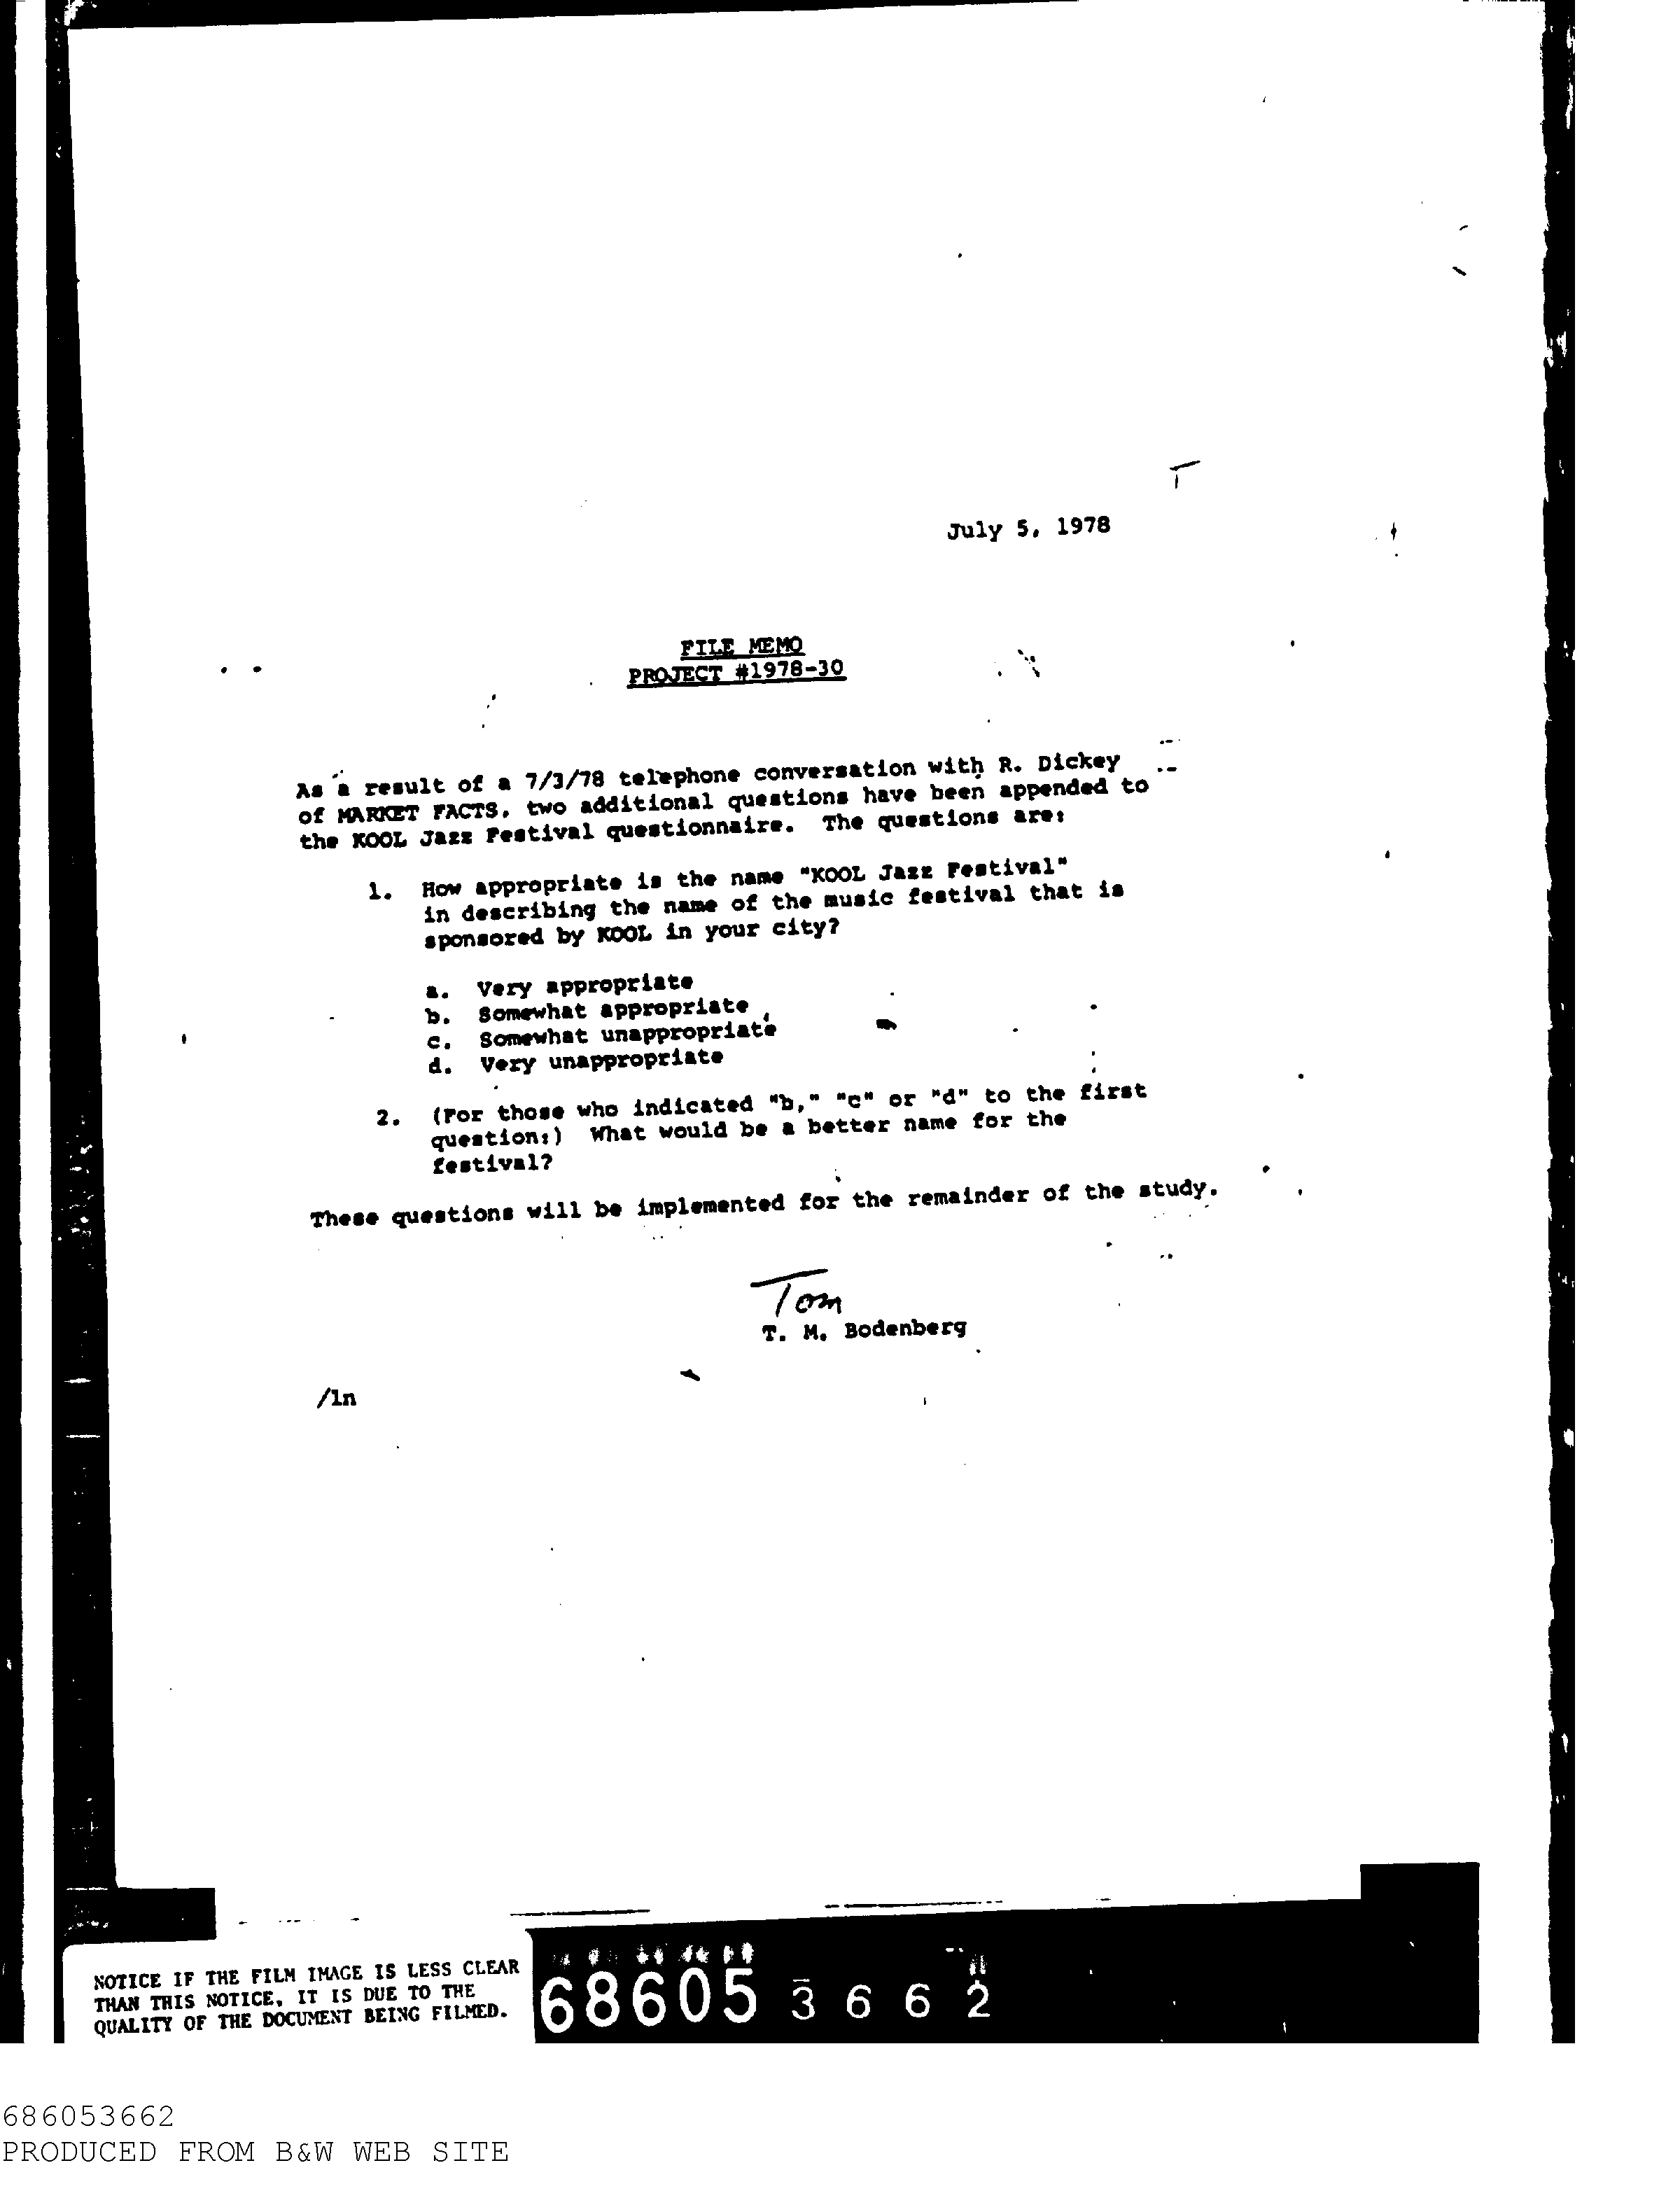 July 5, 1978
FILE MEMO
PROJECT #1978-30
As a result of a 7/3/78 telephone conversation with R. Dickey
of MARKET FACTS, two additional questions have been appended to
the KOOL Jazz Festival questionnaire. The questions are:
1. How appropriate is the name "KOOL Jazz Festival"
in describing the name of the music festival that is
sponsored by KOOL in your city?
a. Very appropriate
b. Somewhat appropriate
c. Somewhat unappropriate
d. Very unappropriate
2. (For those who indicated "b," "c" or "d" to the first
question:) What would be a better name for the
festival?
These questions will be implemented for the remainder of the study.
Tom
T. M. Bodenberg
/ln
NOTICE IF THE FILM IMAGE IS LESS CLEAR
THAN THIS NOTICE, IT IS DUE TO THE
QUALITY OF THE DOCUMENT BEING FILMED.
68605 3662
686053662
PRODUCED FROM B&W WEB SITE